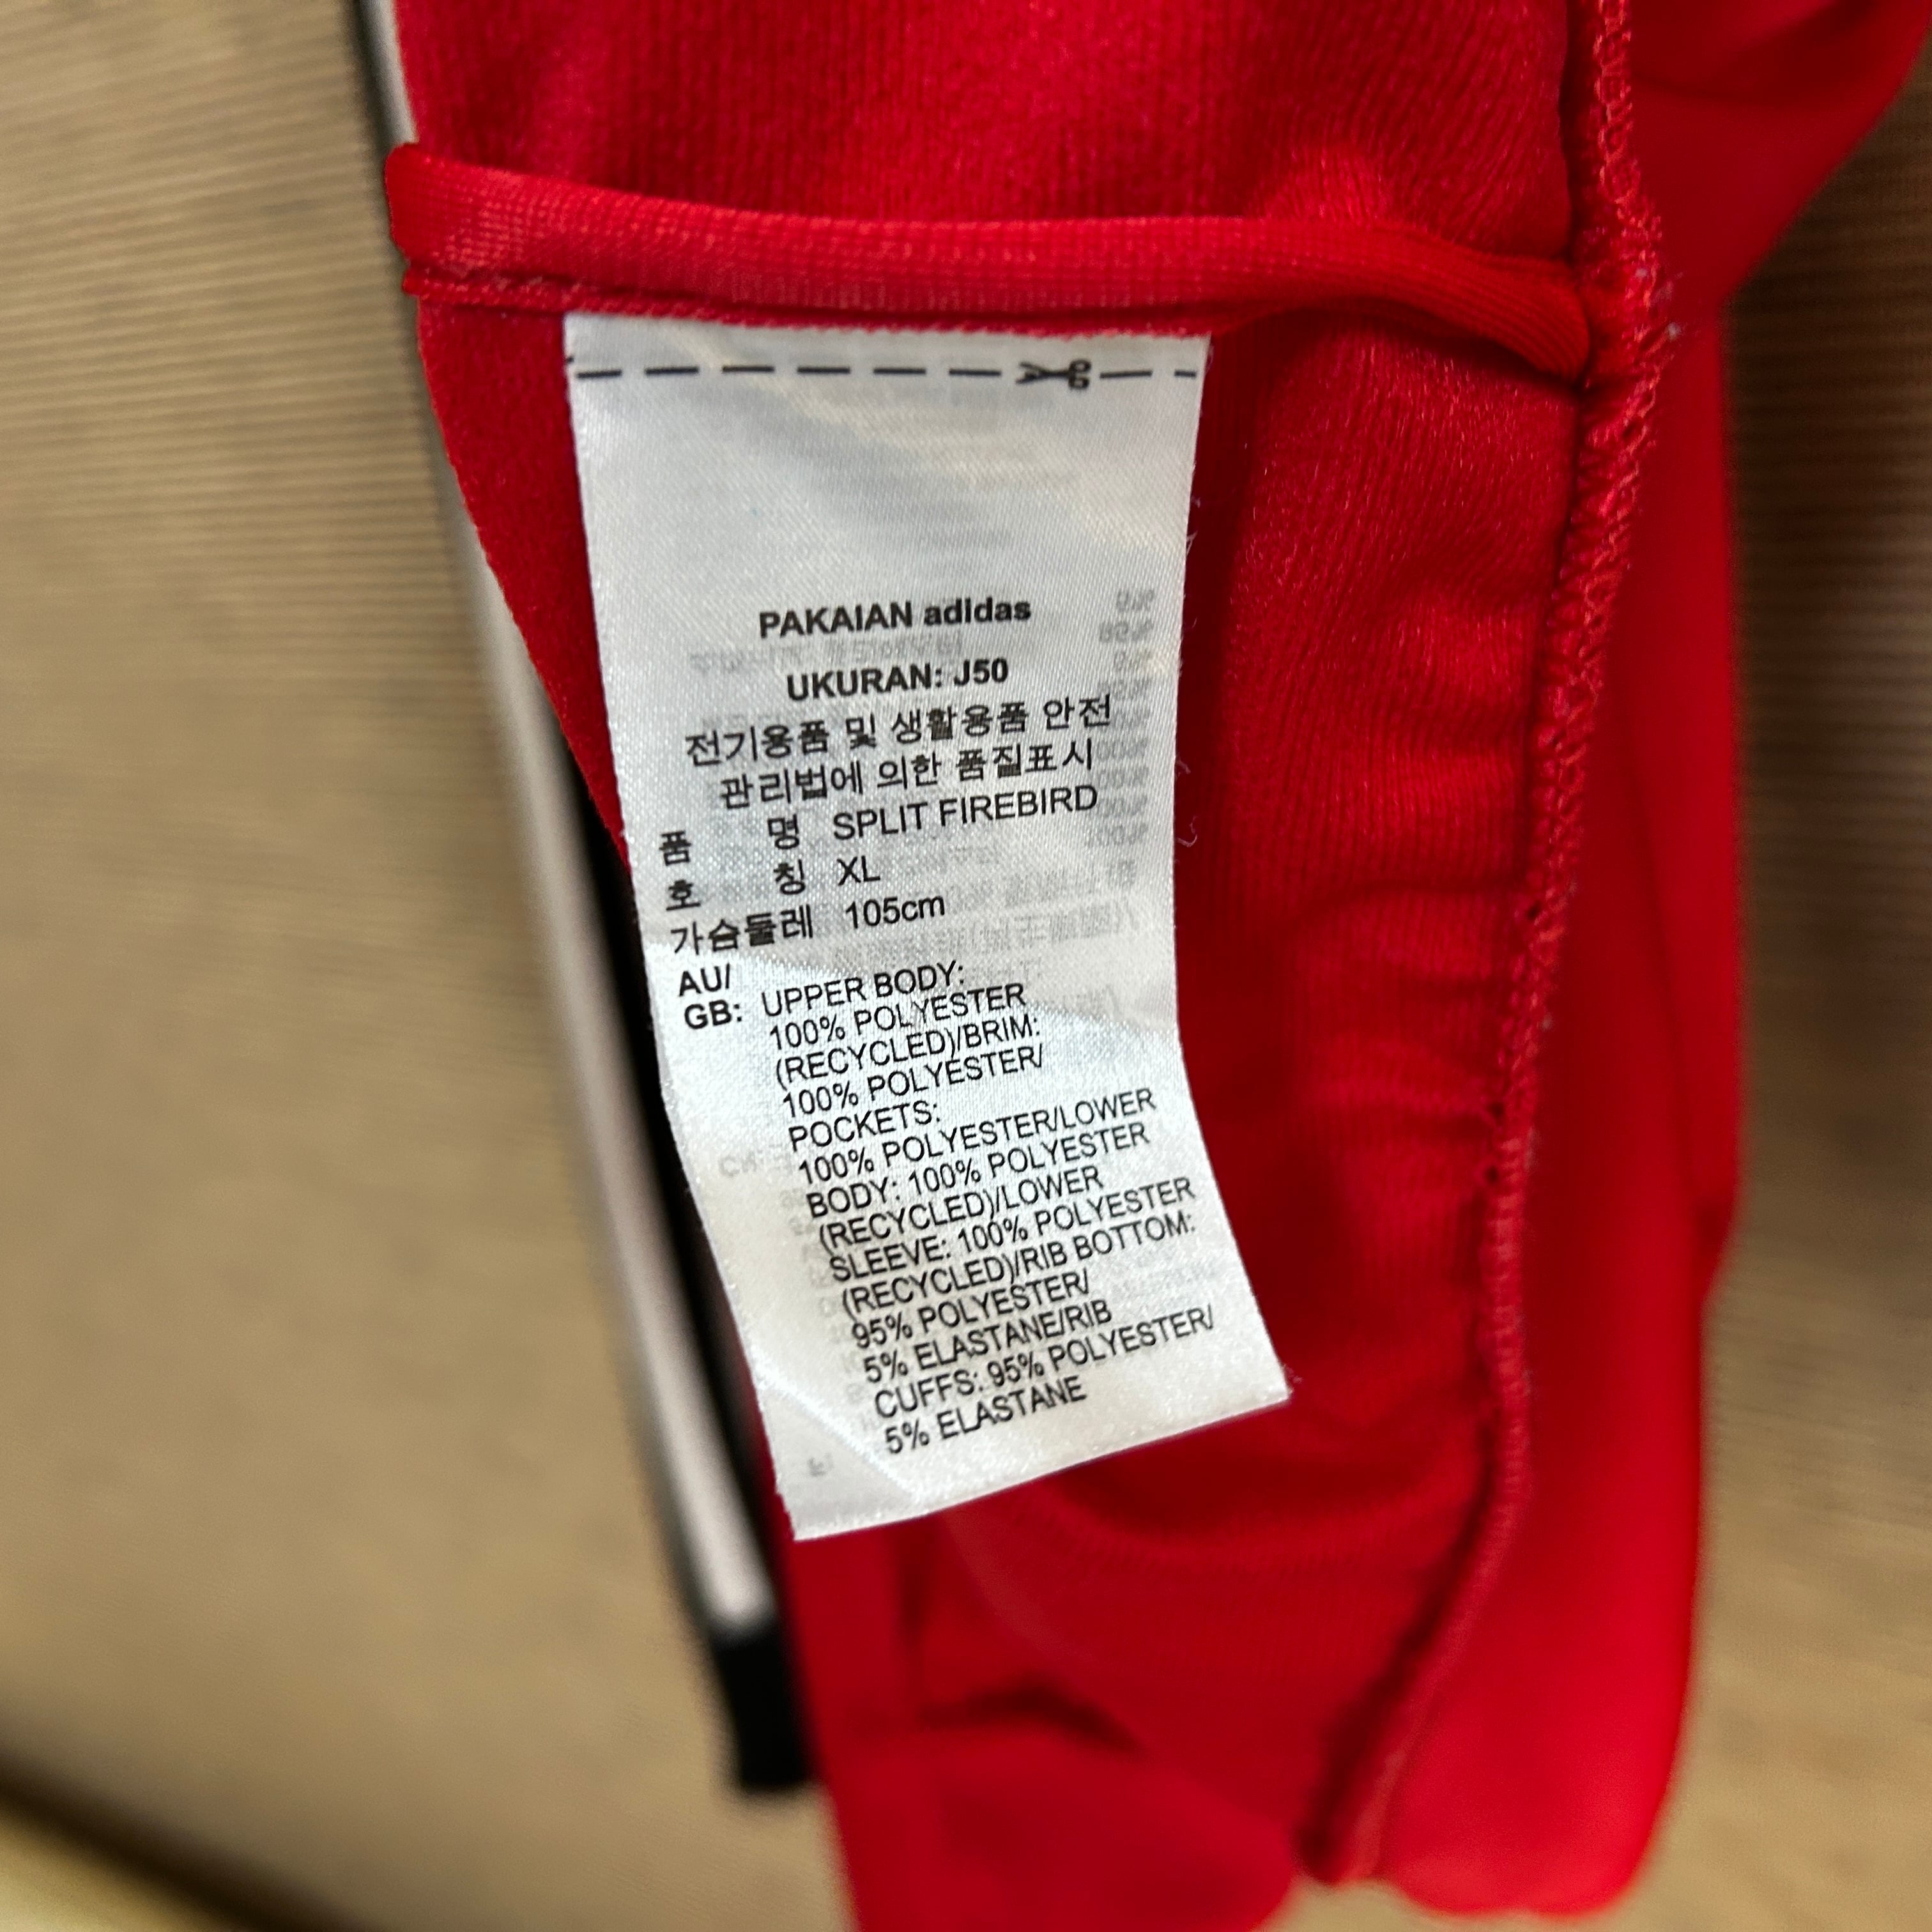 PAKAIAN adidas
UKURAN: J50
전기용품 및 생활용품 안전
관리법에 의한 품질표시
품 명 SPLIT FIREBIRD
호 칭 XL
가슴둘레 105cm
AU/
GB: UPPER BODY:
100% POLYESTER
(RECYCLED)/BRIM:
100% POLYESTER/
POCKETS:
100% POLYESTER/LOWER
BODY: 100% POLYESTER
(RECYCLED)/LOWER
SLEEVE: 100% POLYESTER
(RECYCLED)/RIB BOTTOM:
95% POLYESTER/
5% ELASTANE/RIB
CUFFS: 95% POLYESTER/
5% ELASTANE